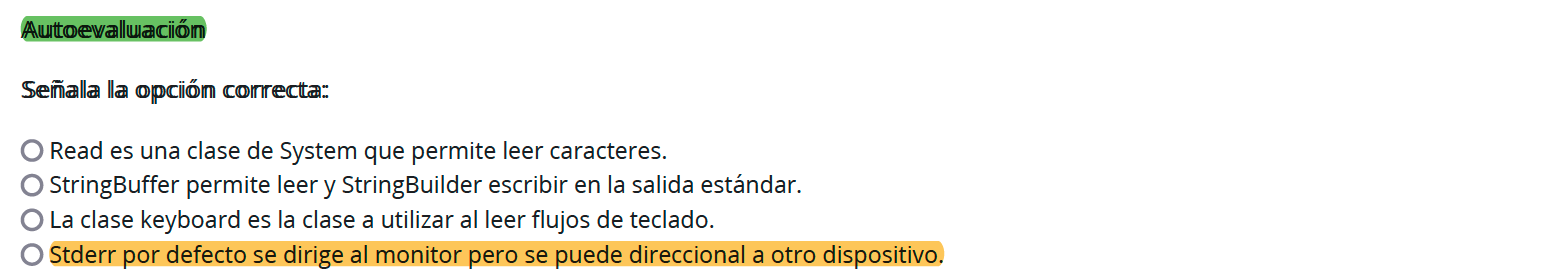 Autoevaluación
Señala la opción correcta:
Read es una clase de System que permite leer caracteres.
StringBuffer permite leer y StringBuilder escribir en la salida estándar.
La clase keyboard es la clase a utilizar al leer flujos de teclado.
Stderr por defecto se dirige al monitor pero se puede direccional a otro dispositivo.